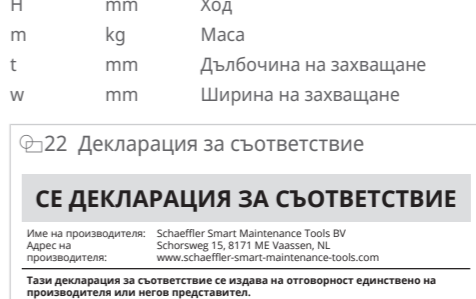 H mm Ход
m kg Маса
t mm Дълбочина на захващане
w mm Ширина на захващане
22 Декларация за съответствие
CE ДЕКЛАРАЦИЯ ЗА СЪОТВЕТСТВИЕ
Име на производителя: Schaeffler Smart Maintenance Tools BV
Адрес на Schorsweg 15, 8171 ME Vaassen, NL
производителя: www.schaeffler-smart-maintenance-tools.com
Тази декларация за съответствие се издава на отговорност единствено на
производителя или негов представител.